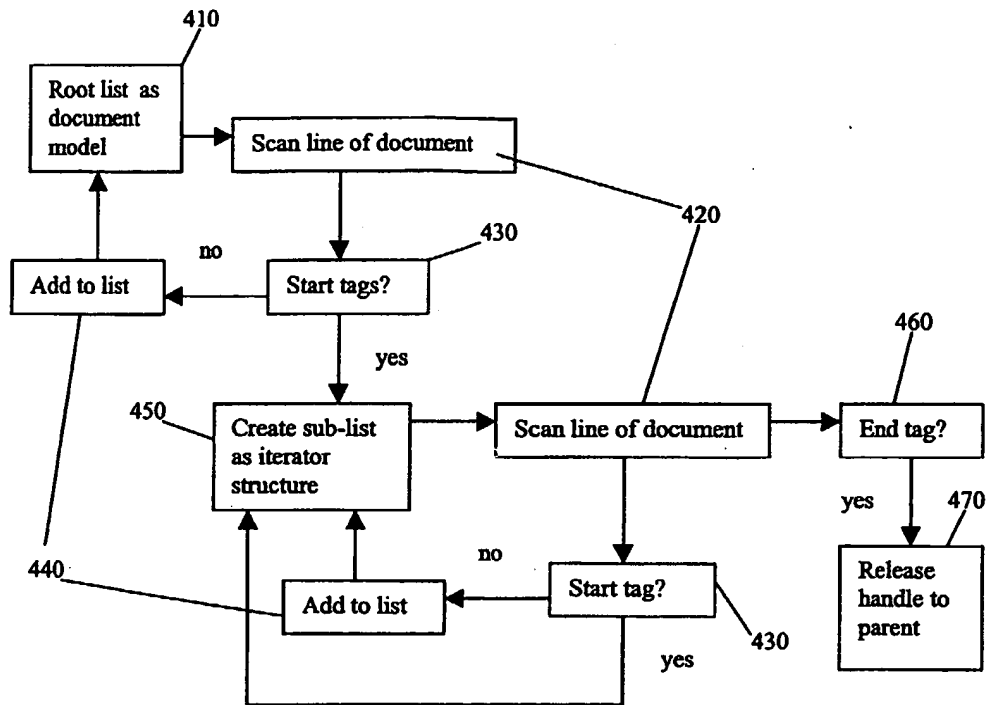 410
Root list as
document
model
Scan line of document
420
430
no
Add to list
Start tags?
yes
460
450
Create sub-list
as iterator
structure
Scan line of document
End tag?
yes
470
no
440
Add to list
Start tag?
Release
handle to
parent
430
yes